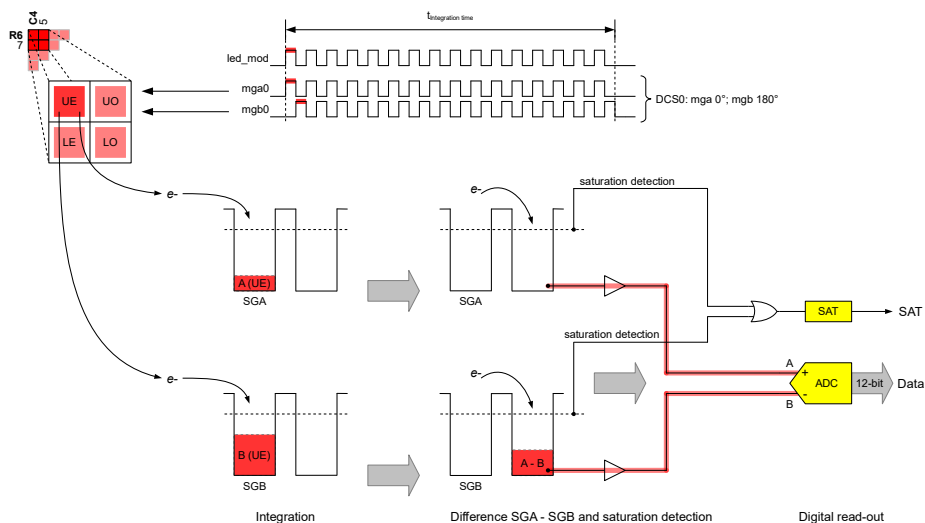 C4
5
R6
7
tIntegration time
led_mod
mga0
mgb0
DCS0: mga 0°; mgb 180°
UE
UO
LE
LO
e-
e-
saturation detection
A (UE)
SGA
SGA
saturation detection
SAT
SAT
e-
e-
A
+
ADC
12-bit
Data
-
B
B (UE)
A - B
SGB
SGB
Integration
Difference SGA - SGB and saturation detection
Digital read-out